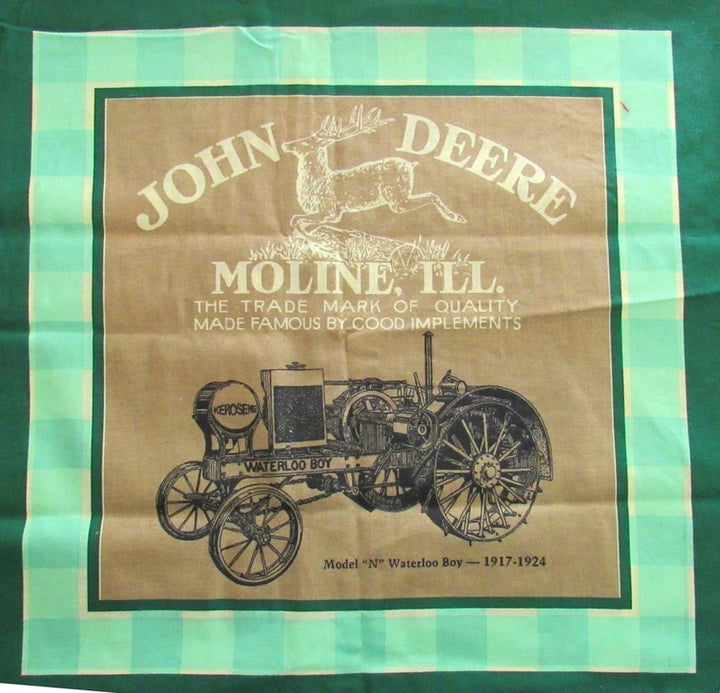 JOHN DEERE
MOLINE, ILL.
THE TRADE MARK OF QUALITY
MADE FAMOUS BY GOOD IMPLEMENTS
KEROSENE
WATERLOO BOY
Model "N" Waterloo Boy — 1917-1924